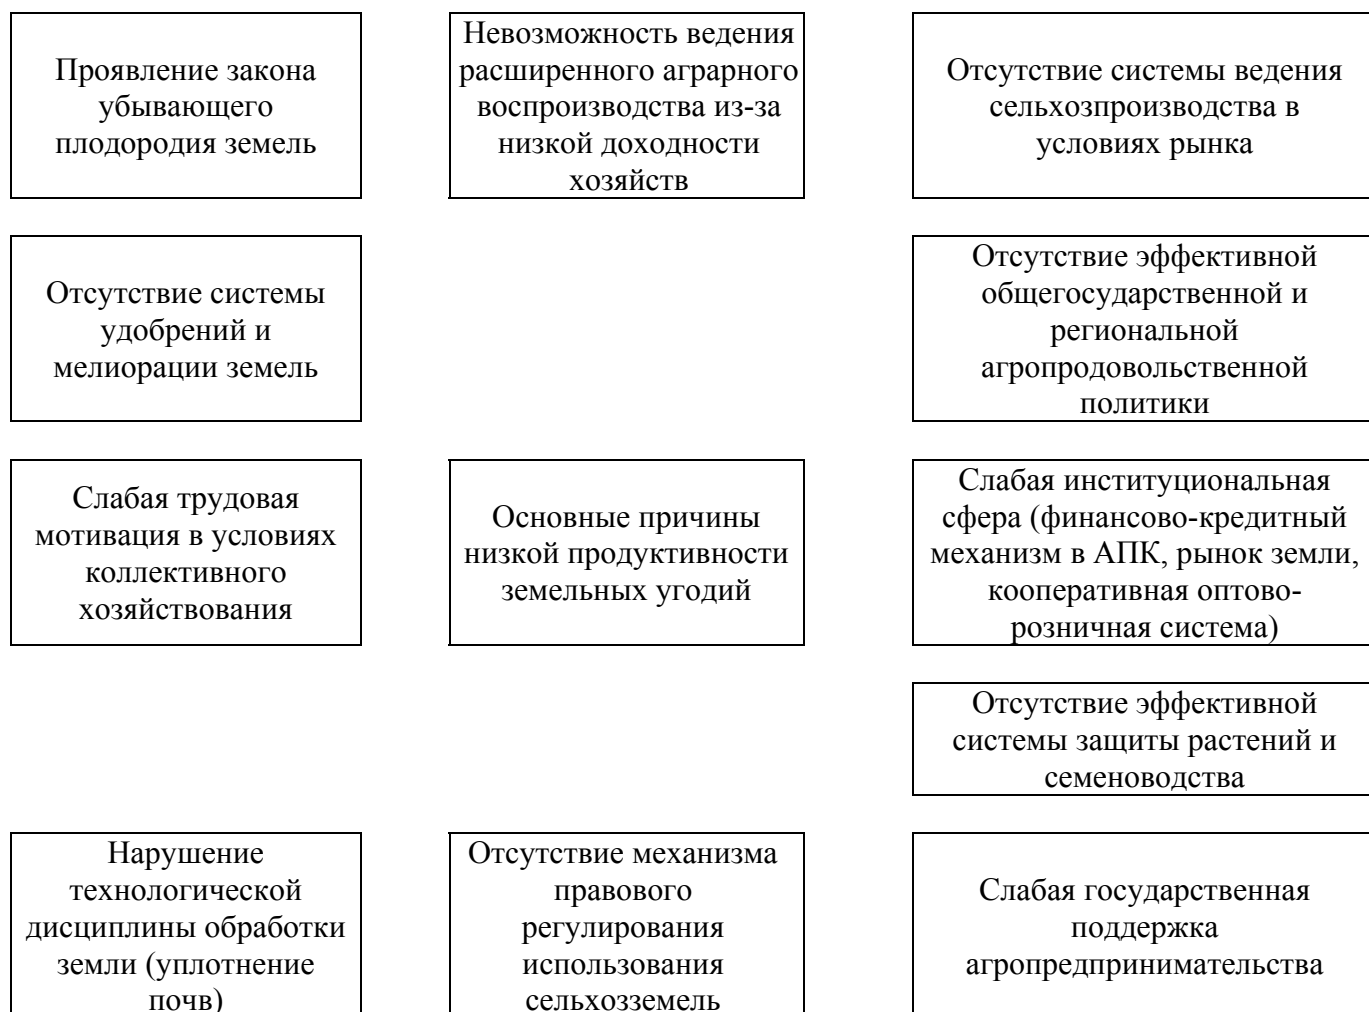 Проявление закона
убывающего
плодородия земель
Невозможность ведения
расширенного аграрного
воспроизводства из-за
низкой доходности
хозяйств
Отсутствие системы ведения
сельхозпроизводства в
условиях рынка
Отсутствие системы
удобрений и
мелиорации земель
Отсутствие эффективной
общегосударственной и
региональной
агропродовольственной
политики
Слабая трудовая
мотивация в условиях
коллективного
хозяйствования
Основные причины
низкой продуктивности
земельных угодий
Слабая институциональная
сфера (финансово-кредитный
механизм в АПК, рынок земли,
кооперативная оптово-
розничная система)
Отсутствие эффективной
системы защиты растений и
семеноводства
Нарушение
технологической
дисциплины обработки
земли (уплотнение
почв)
Отсутствие механизма
правового
регулирования
использования
сельхозземель
Слабая государственная
поддержка
агропредпринимательства